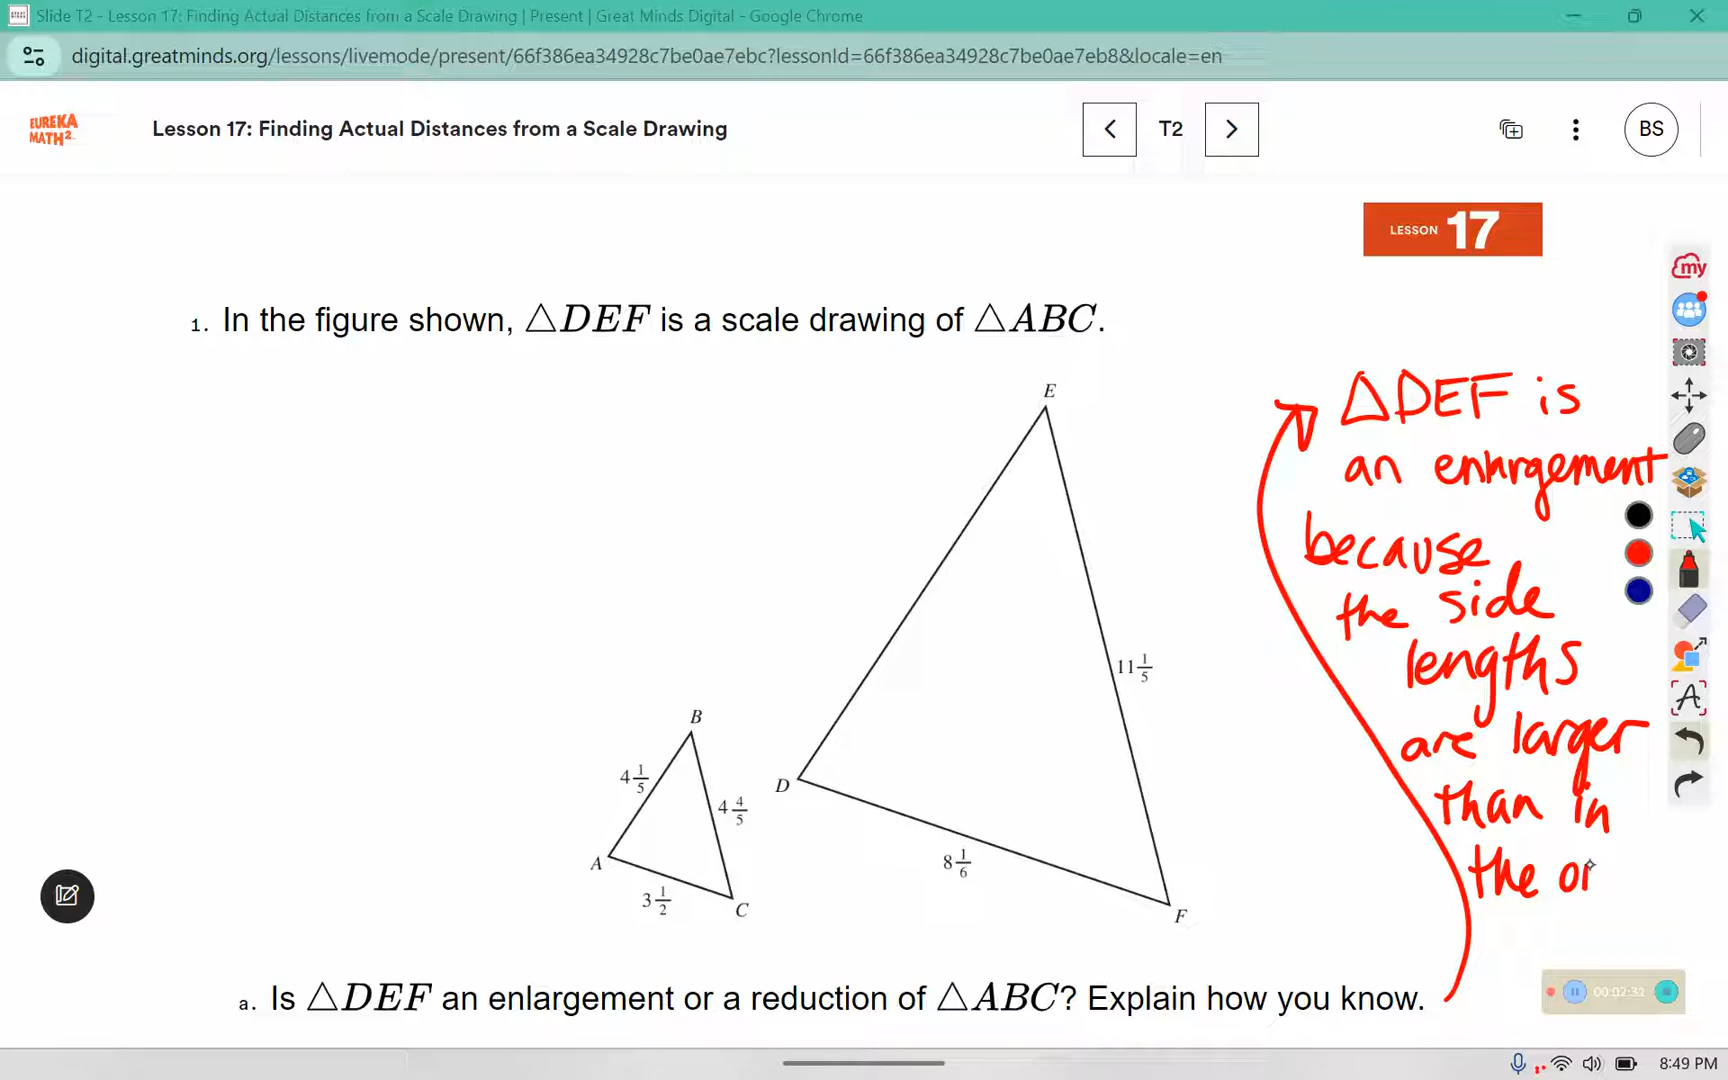 Slide T2 - Lesson 17: Finding Actual Distances from a Scale Drawing | Present | Great Minds Digital - Google Chrome
digital.greatminds.org/lessons/livemode/present/66f386ea34928c7be0ae7ebc?lessonId=66f386ea34928c7be0ae7eb8&locale=en
EUREKA
MATH²
Lesson 17: Finding Actual Distances from a Scale Drawing
T2
BS
LESSON 17
1. In the figure shown, △DEF is a scale drawing of △ABC.
E
△DEF is
an enlargement
because
the side
lengths
are larger
than in
the or
11 1/5
B
4 1/5
4 4/5
D
A
3 1/2
C
8 1/6
F
a. Is △DEF an enlargement or a reduction of △ABC? Explain how you know.
my
A
00:02:31
8:49 PM